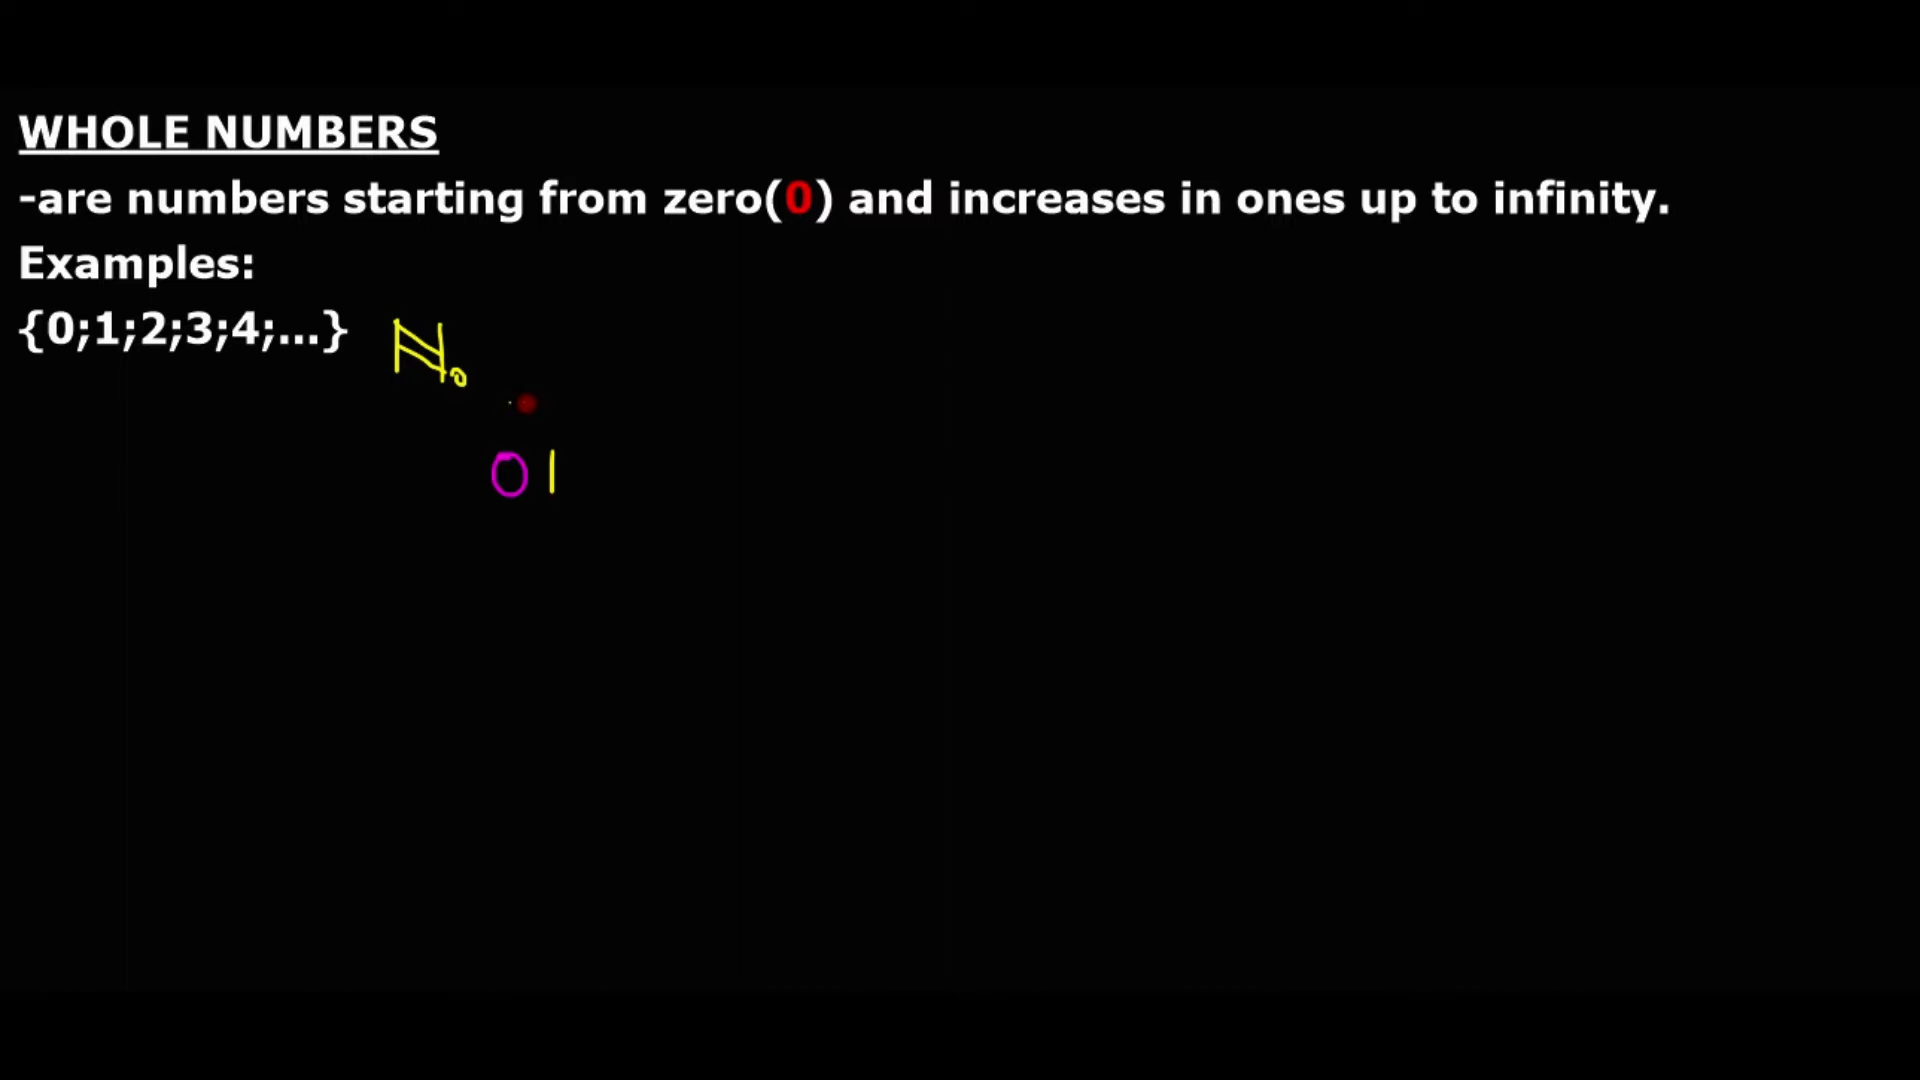 WHOLE NUMBERS
-are numbers starting from zero(0) and increases in ones up to infinity.
Examples:
{0;1;2;3;4;...} ℕ₀
0 1